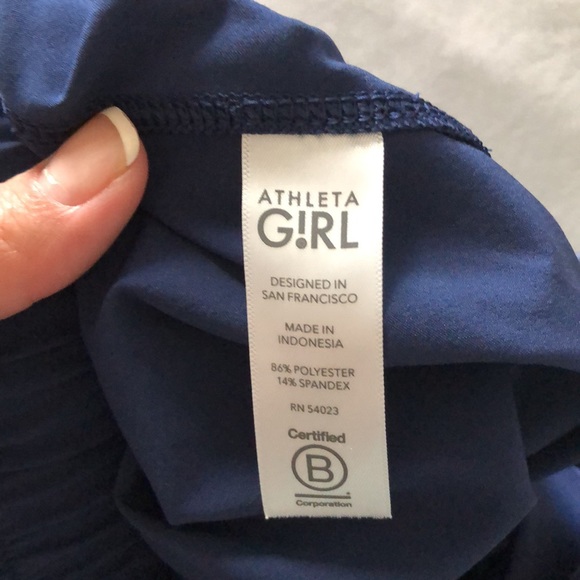 ATHLETA
G!RL
DESIGNED IN
SAN FRANCISCO
MADE IN
INDONESIA
86% POLYESTER
14% SPANDEX
RN 54023
Certified
B
Corporation